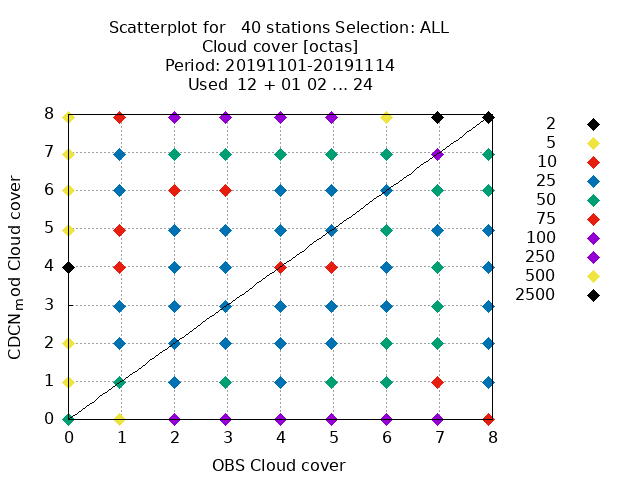 Scatterplot for   40 stations Selection: ALL
Cloud cover [octas]
Period: 20191101-20191114
Used  12 + 01 02 ... 24
CDCN_mod Cloud cover
8
7
6
5
4
3
2
1
0
0 1 2 3 4 5 6 7 8
OBS Cloud cover
2
5
10
25
50
75
100
250
500
2500